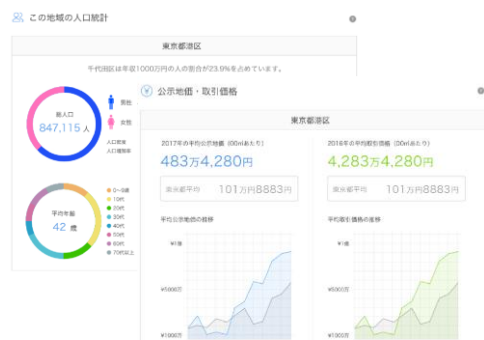 この地域の人口統計
東京都港区
千代田区は年収1000万円の人の割合が23.9%を占めています。
総人口
847,115 人
男性
女性
人口密度
人口増加率
平均年齢
42 歳
0〜9歳
10代
20代
30代
40代
50代
60代
70代以上
公示地価・取引価格
東京都港区
2017年の平均公示地価（00㎡あたり）
483万4,280円
東京都平均 101万円8883円
平均公示地価の推移
¥1億
¥5000万
¥1000万
2016年の平均取引価格（00㎡あたり）
4,283万4,280円
東京都平均 101万円8883円
平均取引価格の推移
¥1億
¥5000万
¥1000万